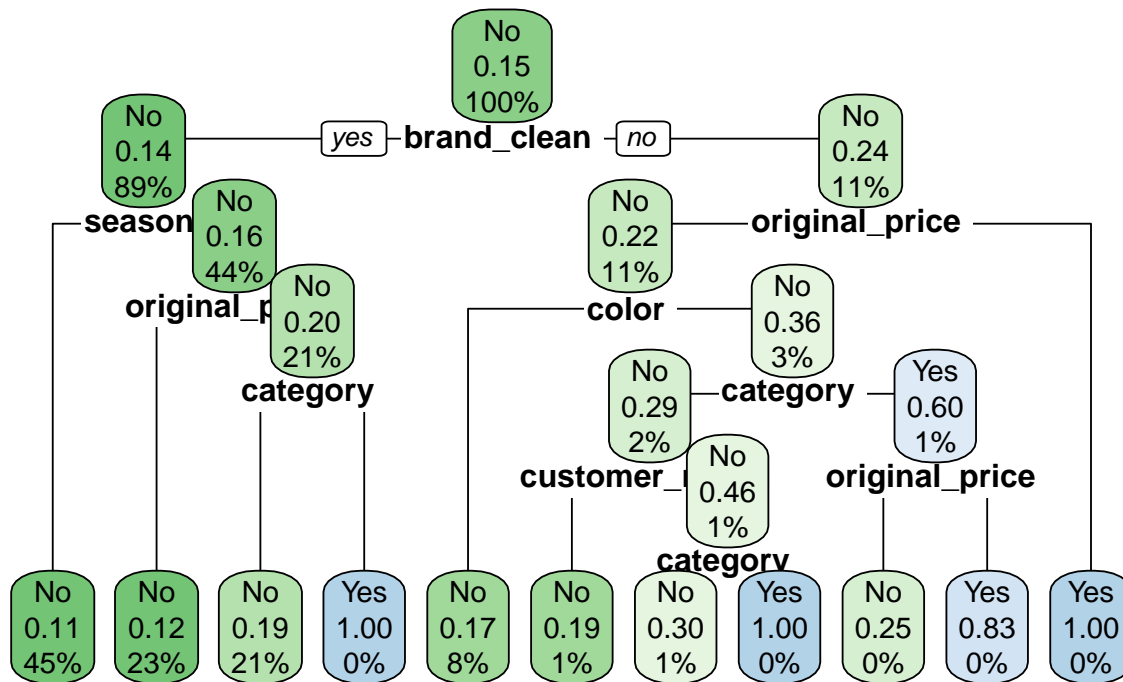 No
0.15
100%
yes
brand_clean
no
No
0.14
89%
No
0.24
11%
season
original_price
No
0.16
44%
No
0.22
11%
original_p
color
No
0.20
21%
No
0.36
3%
category
category
No
0.29
2%
Yes
0.60
1%
customer_
original_price
No
0.46
1%
category
No
0.11
45%
No
0.12
23%
No
0.19
21%
Yes
1.00
0%
No
0.17
8%
No
0.19
1%
No
0.30
1%
Yes
1.00
0%
No
0.25
0%
Yes
0.83
0%
Yes
1.00
0%